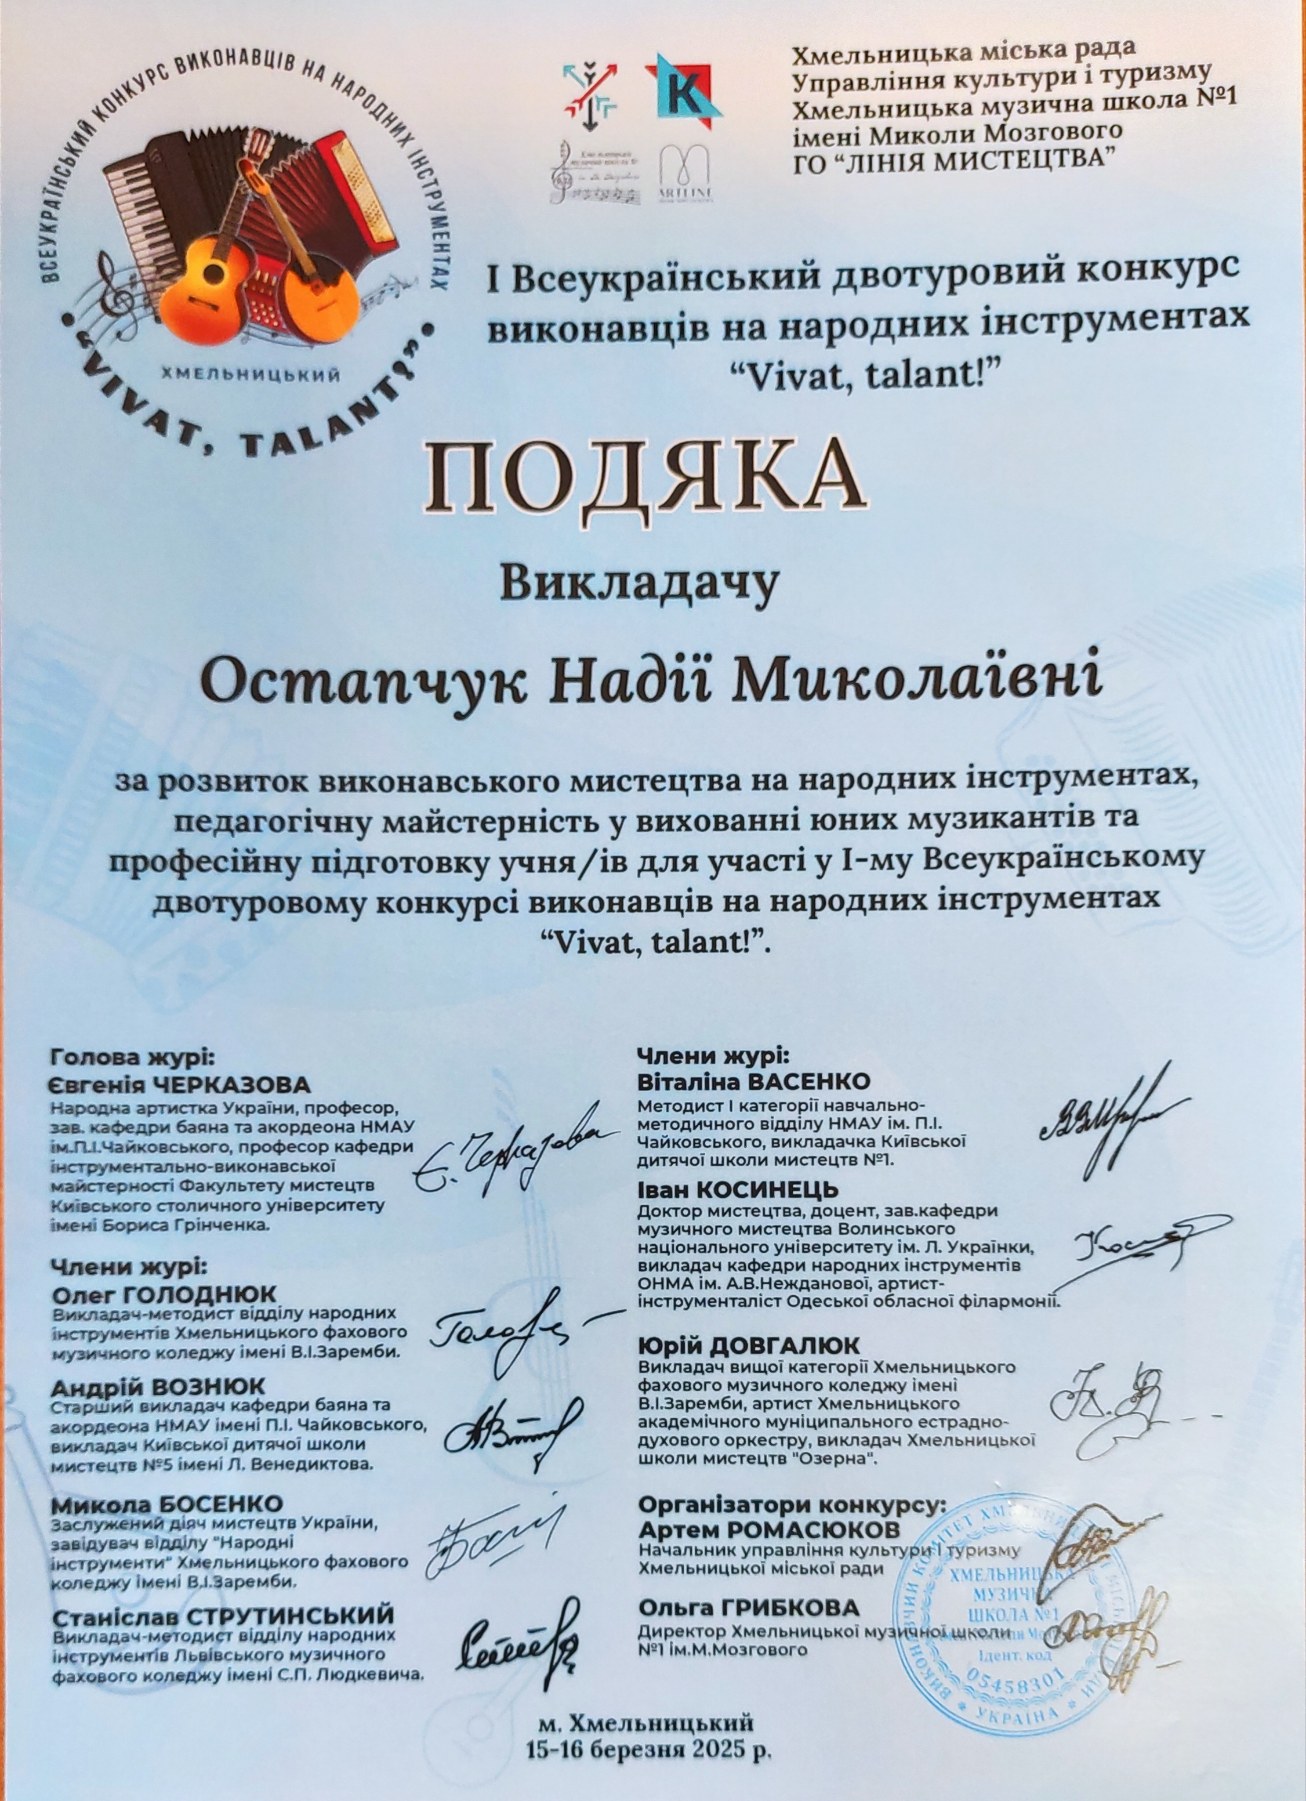 ВСЕУКРАЇНСЬКИЙ КОНКУРС ВИКОНАВЦІВ НА НАРОДНИХ ІНСТРУМЕНТАХ
ХМЕЛЬНИЦЬКИЙ
"VIVAT, TALANT!"
К
ARTLINE
Хмельницька міська рада
Управління культури і туризму
Хмельницька музична школа №1
імені Миколи Мозгового
ГО “ЛІНІЯ МИСТЕЦТВА”
І Всеукраїнський двотуровий конкурс
виконавців на народних інструментах
“Vivat, talant!”
ПОДЯКА
Викладачу
Остапчук Надії Миколаївні
за розвиток виконавського мистецтва на народних інструментах,
педагогічну майстерність у вихованні юних музикантів та
професійну підготовку учня/ів для участі у І-му Всеукраїнському
двотуровому конкурсі виконавців на народних інструментах
“Vivat, talant!”.
Голова журі:
Євгенія ЧЕРКАЗОВА
Народна артистка України, професор,
зав. кафедри баяна та акордеона НМАУ
ім.П.І.Чайковського, професор кафедри
інструментально-виконавської
майстерності Факультету мистецтв
Київського столичного університету
імені Бориса Грінченка.
Члени журі:
Олег ГОЛОДНЮК
Викладач-методист відділу народних
інструментів Хмельницького фахового
музичного коледжу імені В.І.Заремби.
Андрій ВОЗНЮК
Старший викладач кафедри баяна та
акордеона НМАУ імені П.І. Чайковського,
викладач Київської дитячої школи
мистецтв №5 імені Л. Венедиктова.
Микола БОСЕНКО
Заслужений діяч мистецтв України,
завідувач відділу "Народні
інструменти" Хмельницького фахового
коледжу імені В.І.Заремби.
Станіслав СТРУТИНСЬКИЙ
Викладач-методист відділу народних
інструментів Львівського музичного
фахового коледжу імені С.П. Людкевича.
Члени журі:
Віталіна ВАСЕНКО
Методист І категорії навчально-
методичного відділу НМАУ ім. П.І.
Чайковського, викладачка Київської
дитячої школи мистецтв №1.
Іван КОСИНЕЦЬ
Доктор мистецтва, доцент, зав.кафедри
музичного мистецтва Волинського
національного університету ім. Л. Українки,
викладач кафедри народних інструментів
ОНМА ім. А.В.Нежданової, артист-
інструменталіст Одеської обласної філармонії.
Юрій ДОВГАЛЮК
Викладач вищої категорії Хмельницького
фахового музичного коледжу імені
В.І.Заремби, артист Хмельницького
академічного муніципального естрадно-
духового оркестру, викладач Хмельницької
школи мистецтв "Озерна".
Організатори конкурсу:
Артем РОМАСЮКОВ
Начальник управління культури і туризму
Хмельницької міської ради
Ольга ГРИБКОВА
Директор Хмельницької музичної школи
№1 ім.М.Мозгового
ХМЕЛЬНИЦЬКА
МУЗИЧНА
ШКОЛА №1
Ідент. код
05458301
УКРАЇНА
м. Хмельницький
15-16 березня 2025 р.